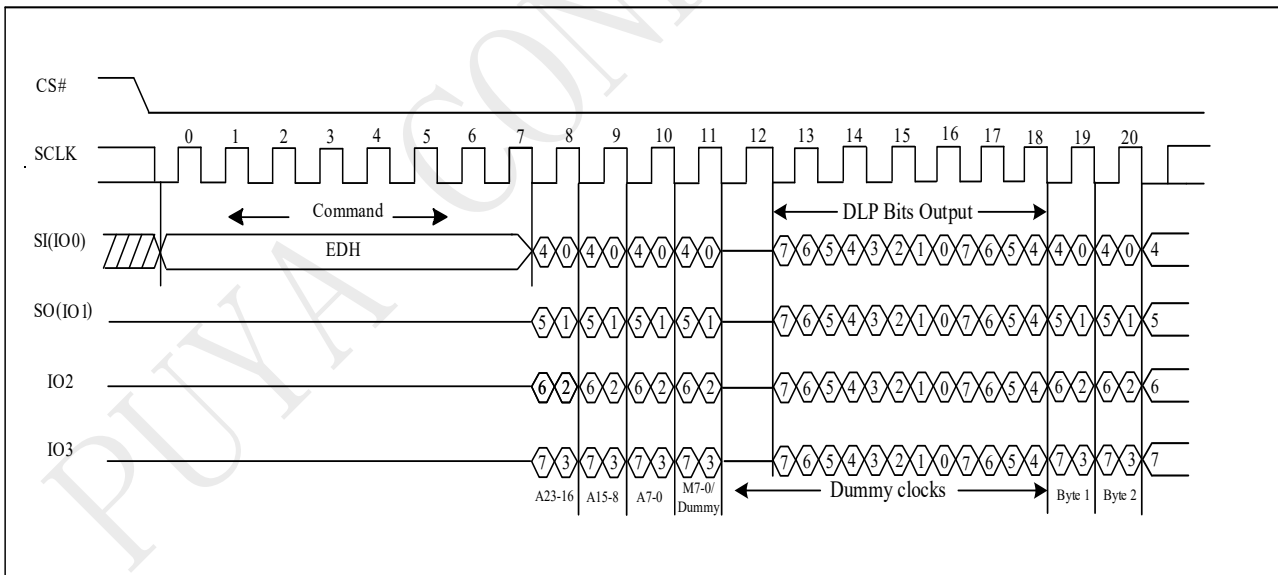 PUYA CONF
CS#
0 1 2 3 4 5 6 7 8 9 10 11 12 13 14 15 16 17 18 19 20
SCLK
Command
DLP Bits Output
SI(IO0)
EDH
4 0 4 0 4 0 4 0 7 6 5 4 3 2 1 0 7 6 5 4 4 0 4 0 4
SO(IO1)
5 1 5 1 5 1 5 1 7 6 5 4 3 2 1 0 7 6 5 4 5 1 5 1 5
IO2
6 2 6 2 6 2 6 2 7 6 5 4 3 2 1 0 7 6 5 4 6 2 6 2 6
IO3
7 3 7 3 7 3 7 3 7 6 5 4 3 2 1 0 7 6 5 4 7 3 7 3 7
A23-16 A15-8 A7-0 M7-0/
Dummy
Dummy clocks
Byte 1 Byte 2